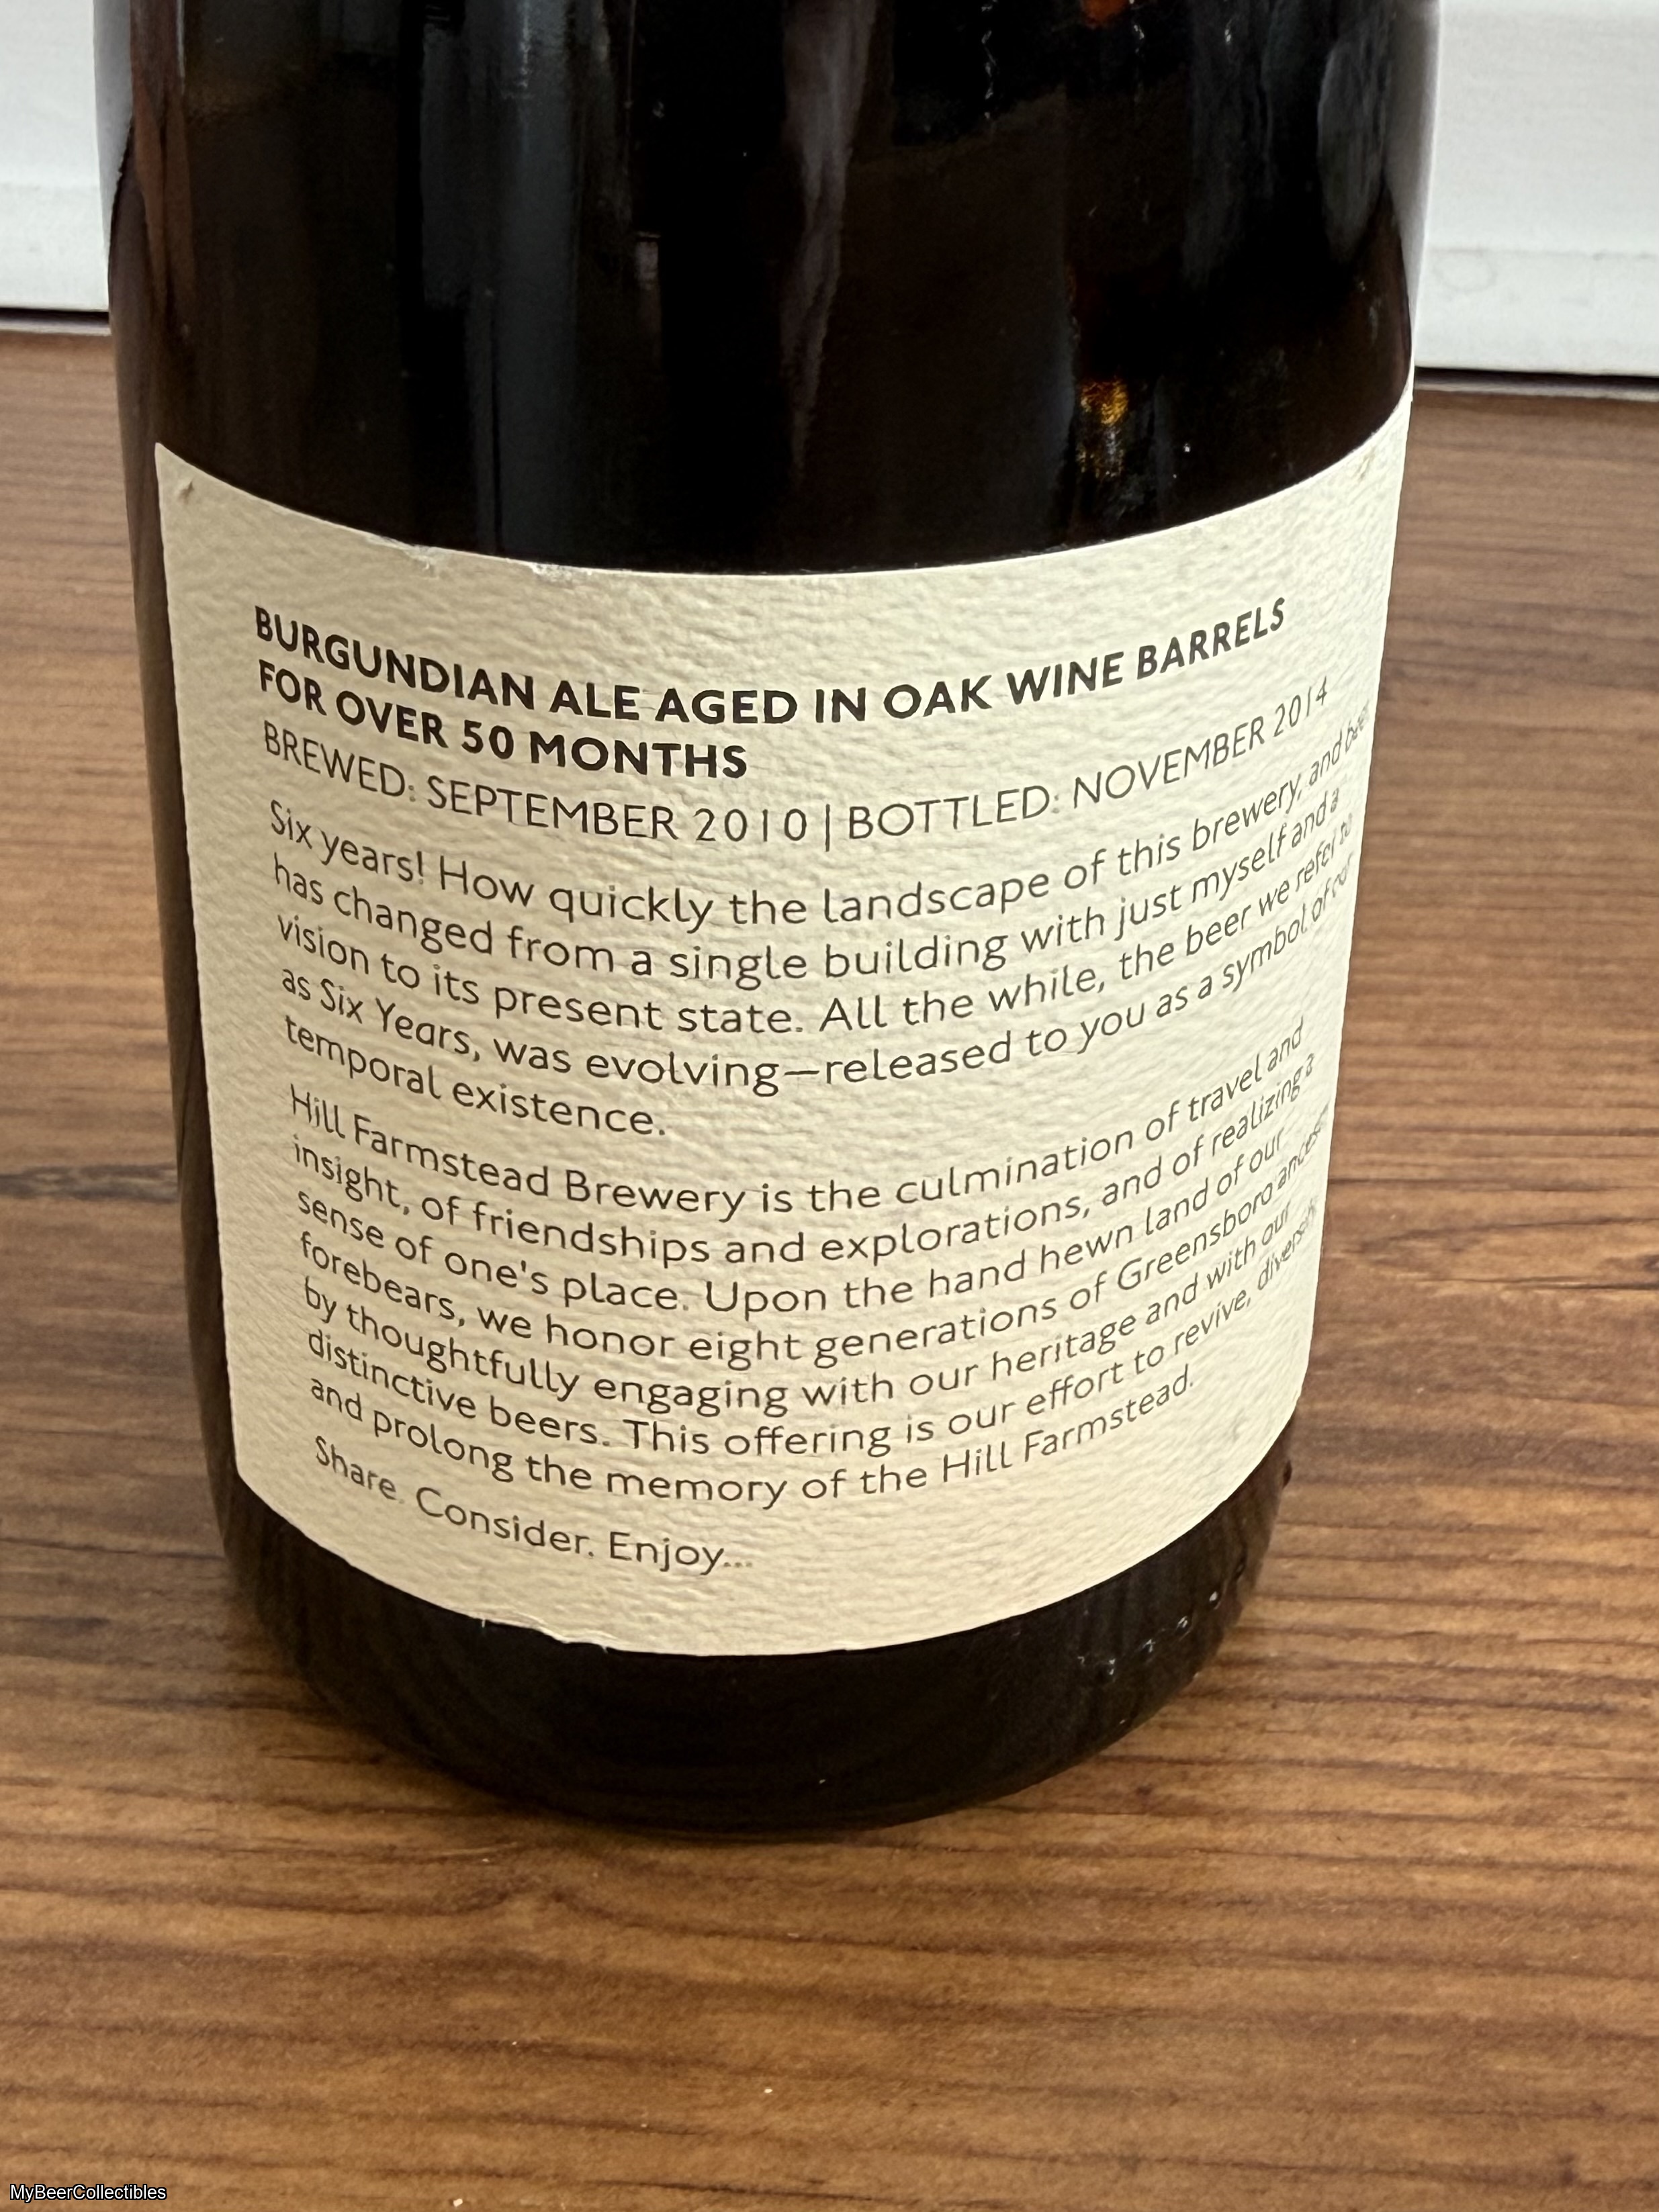 BURGUNDIAN ALE AGED IN OAK WINE BARRELS
FOR OVER 50 MONTHS
BREWED: SEPTEMBER 2010 | BOTTLED: NOVEMBER 2014
Six years! How quickly the landscape of this brewery, and beer
has changed from a single building with just myself and a
vision to its present state. All the while, the beer we refer to
as Six Years, was evolving—released to you as a symbol of our
temporal existence.
Hill Farmstead Brewery is the culmination of travel and
insight, of friendships and explorations, and of realizing a
sense of one's place. Upon the hand hewn land of our
forebears, we honor eight generations of Greensboro
by thoughtfully engaging with our heritage and with our
distinctive beers. This offering is our effort to revive,
and prolong the memory of the Hill Farmstead.
Share. Consider. Enjoy...
MyBeerCollectibles